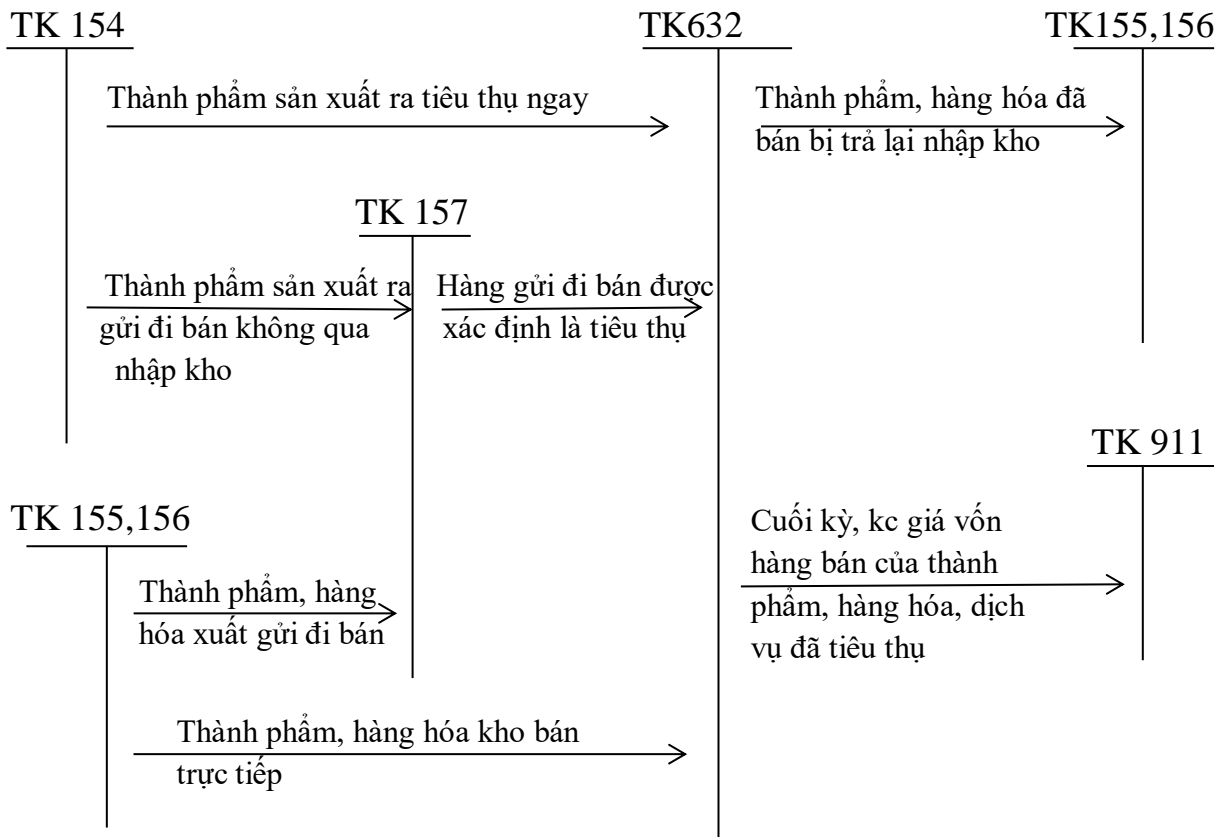 TK 154
TK632
TK155,156
Thành phẩm sản xuất ra tiêu thụ ngay
Thành phẩm, hàng hóa đã
bán bị trả lại nhập kho
TK 157
Thành phẩm sản xuất ra
gửi đi bán không qua
nhập kho
Hàng gửi đi bán được
xác định là tiêu thụ
TK 911
TK 155,156
Cuối kỳ, kc giá vốn
hàng bán của thành
phẩm, hàng hóa, dịch
vụ đã tiêu thụ
Thành phẩm, hàng
hóa xuất gửi đi bán
Thành phẩm, hàng hóa kho bán
trực tiếp